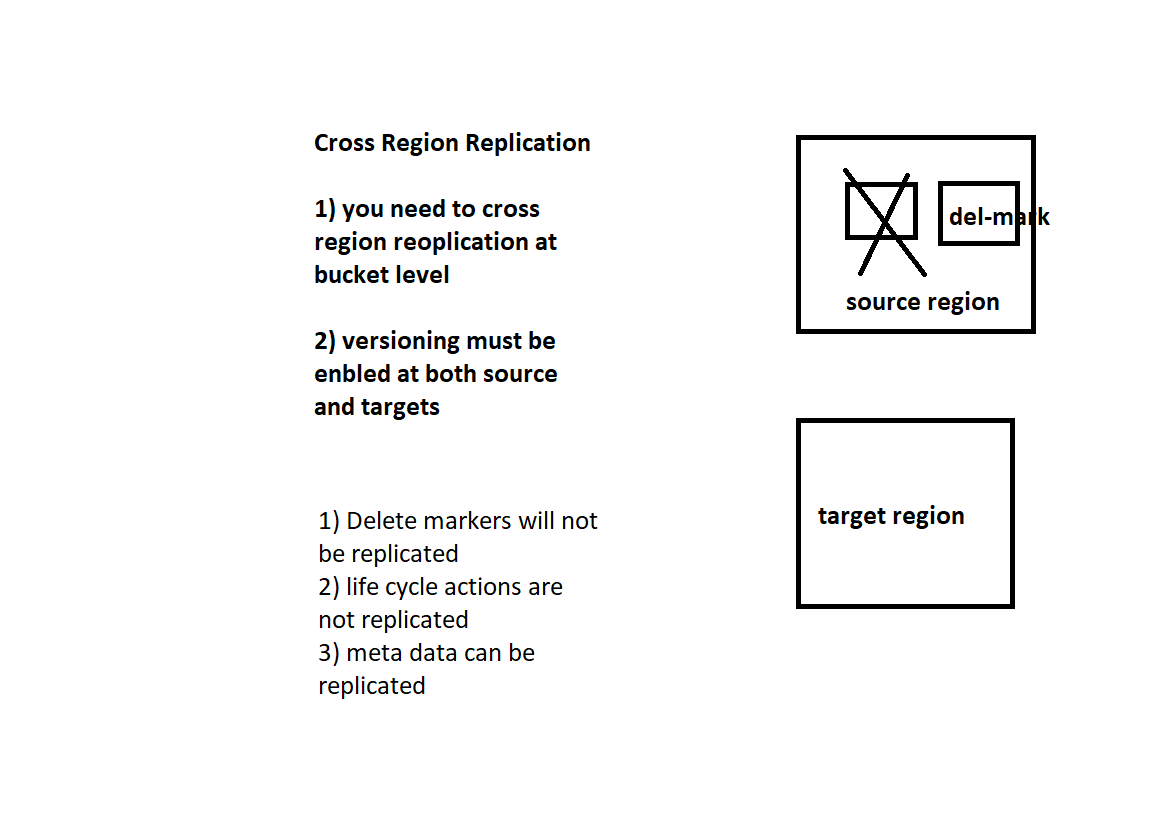 Cross Region Replication
1) you need to cross
region reoplication at
bucket level
2) versioning must be
enbled at both source
and targets
1) Delete markers will not
be replicated
2) life cycle actions are
not replicated
3) meta data can be
replicated
del-mark
source region
target region